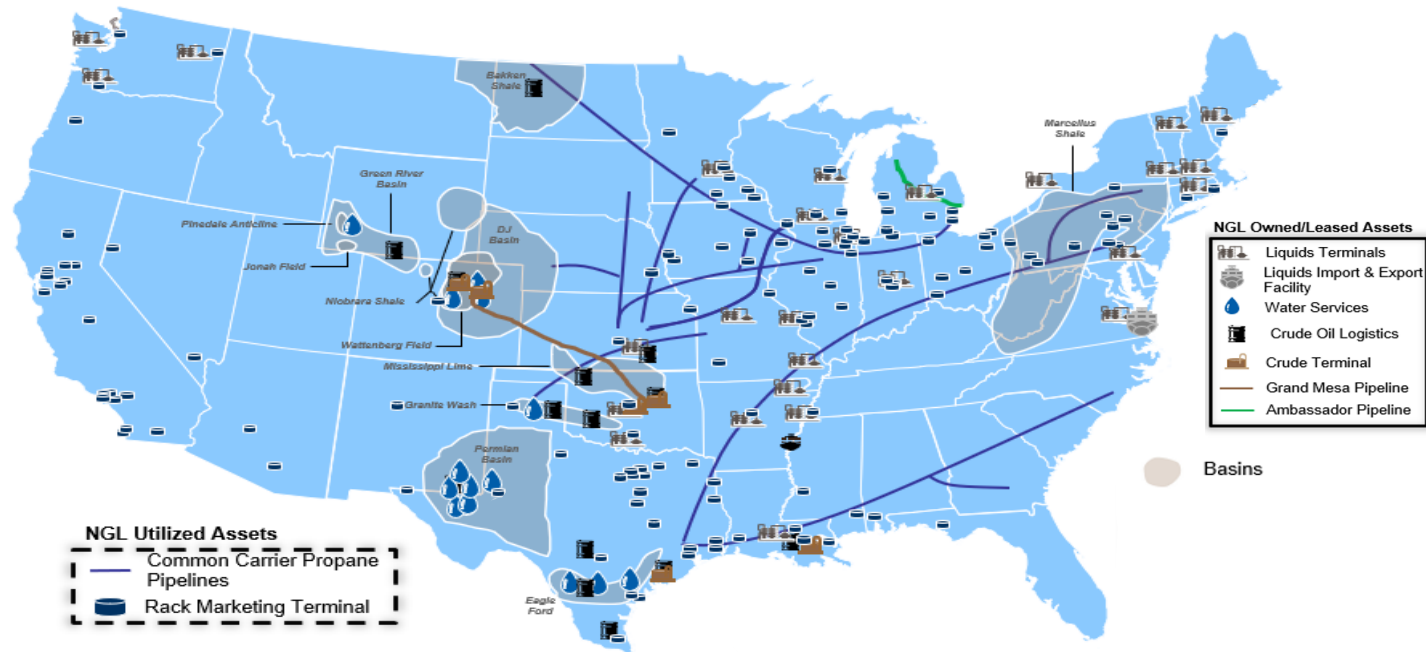 Bakken
Shale
Marcellus
Shale
Green River
Basin
Pinedale Anticline
DJ
Basin
Jonah Field
Niobrara Shale
Wattenberg Field
Mississippi Lime
Granite Wash
Permian
Basin
Eagle
Ford
NGL Owned/Leased Assets
Liquids Terminals
Liquids Import & Export
Facility
Water Services
Crude Oil Logistics
Crude Terminal
Grand Mesa Pipeline
Ambassador Pipeline
Basins
NGL Utilized Assets
Common Carrier Propane
Pipelines
Rack Marketing Terminal